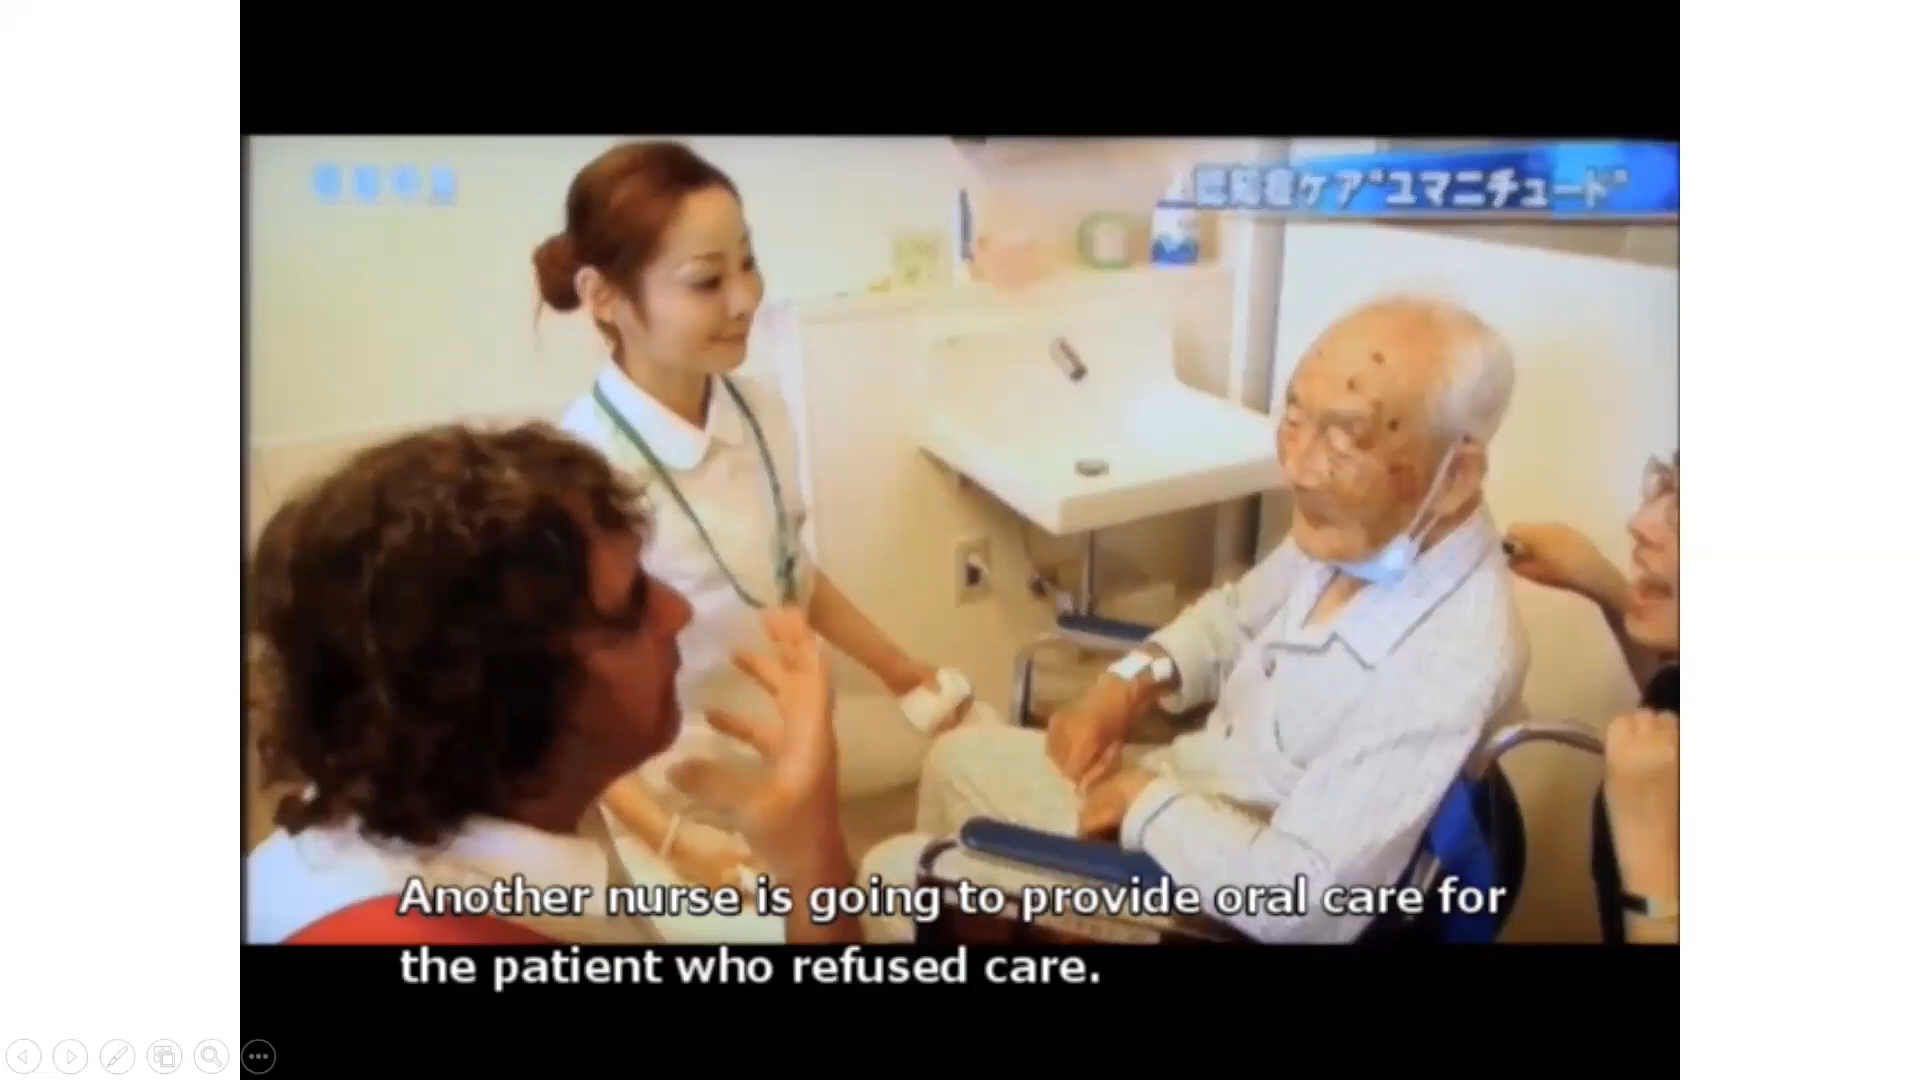 認知症ケア“ユマニチュード”
Another nurse is going to provide oral care for
the patient who refused care.